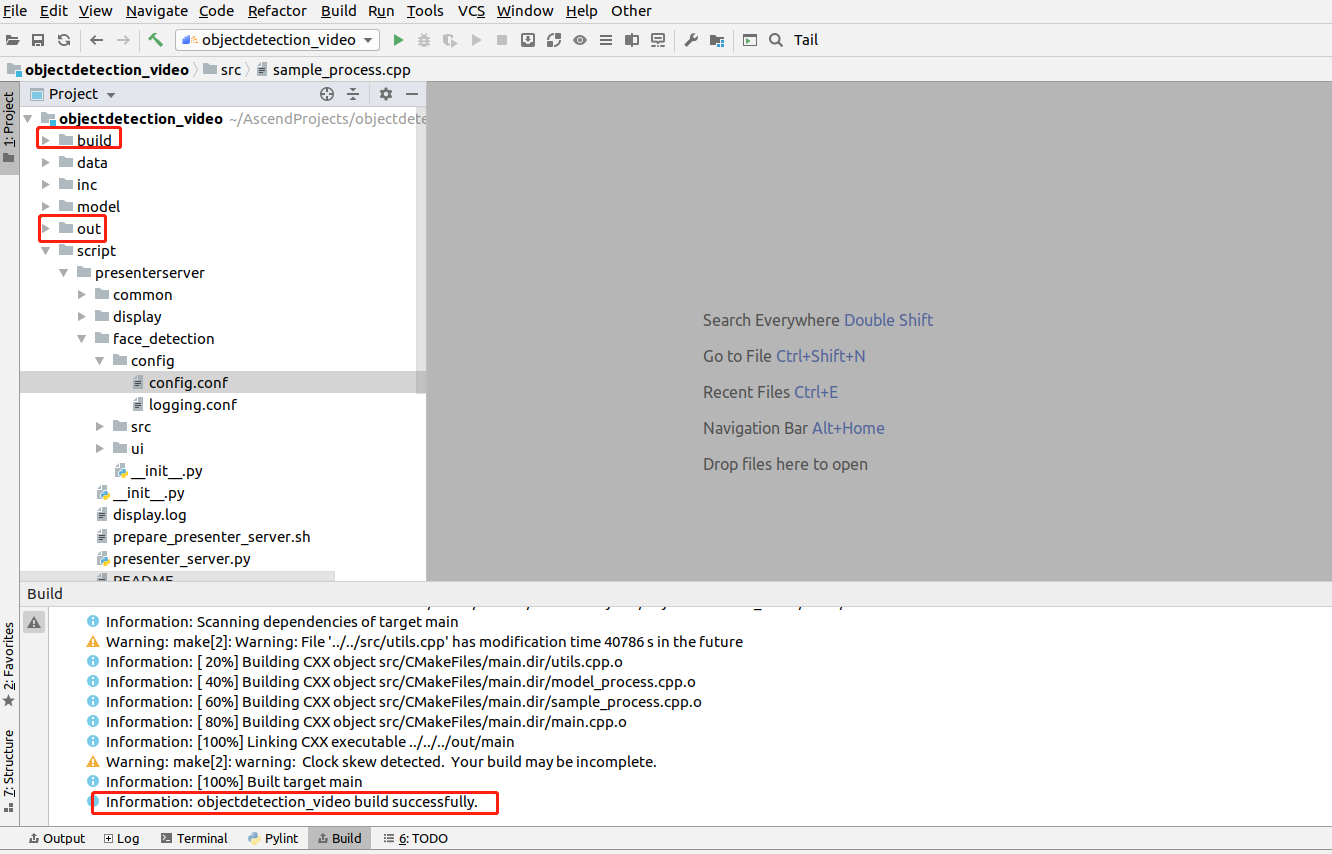 File Edit View Navigate Code Refactor Build Run Tools VCS Window Help Other
objectdetection_video Tail
objectdetection_video src sample_process.cpp
1: Project
Project
objectdetection_video ~/AscendProjects/objectdete
build
data
inc
model
out
script
presenterserver
common
display
face_detection
config
config.conf
logging.conf
src
ui
__init__.py
__init__.py
display.log
prepare_presenter_server.sh
presenter_server.py
README
Search Everywhere Double Shift
Go to File Ctrl+Shift+N
Recent Files Ctrl+E
Navigation Bar Alt+Home
Drop files here to open
2: Favorites
7: Structure
Build
Information: Scanning dependencies of target main
Warning: make[2]: Warning: File '../../src/utils.cpp' has modification time 40786 s in the future
Information: [ 20%] Building CXX object src/CMakeFiles/main.dir/utils.cpp.o
Information: [ 40%] Building CXX object src/CMakeFiles/main.dir/model_process.cpp.o
Information: [ 60%] Building CXX object src/CMakeFiles/main.dir/sample_process.cpp.o
Information: [ 80%] Building CXX object src/CMakeFiles/main.dir/main.cpp.o
Information: [100%] Linking CXX executable ../../../out/main
Warning: make[2]: warning:  Clock skew detected.  Your build may be incomplete.
Information: [100%] Built target main
Information: objectdetection_video build successfully.
Output Log Terminal Pylint Build 6: TODO